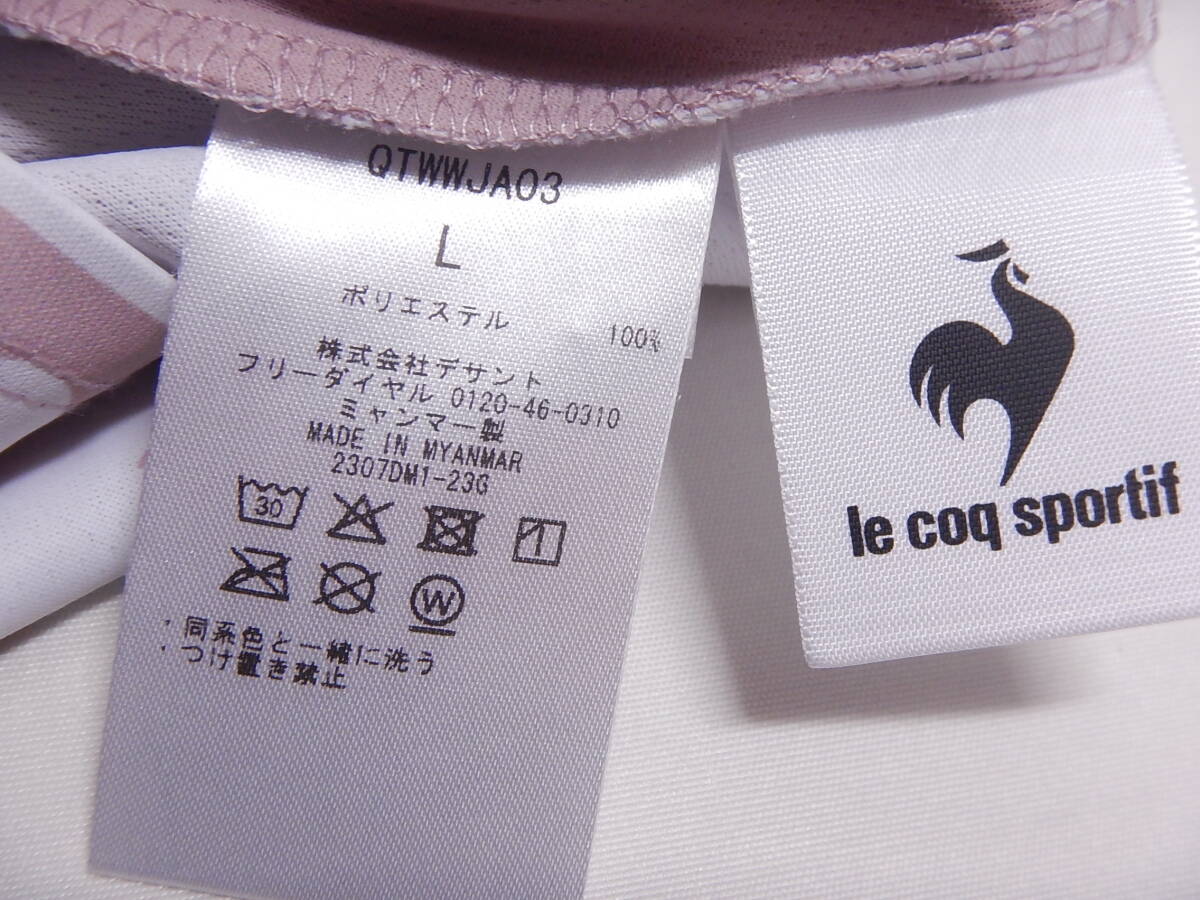 QTWWJA03
L
ポリエステル 100%
株式会社デサント
フリーダイヤル 0120-46-0310
ミャンマー製
MADE IN MYANMAR
2307DM1-23G
30
W
・同系色と一緒に洗う
・つけ置き禁止
le coq sportif